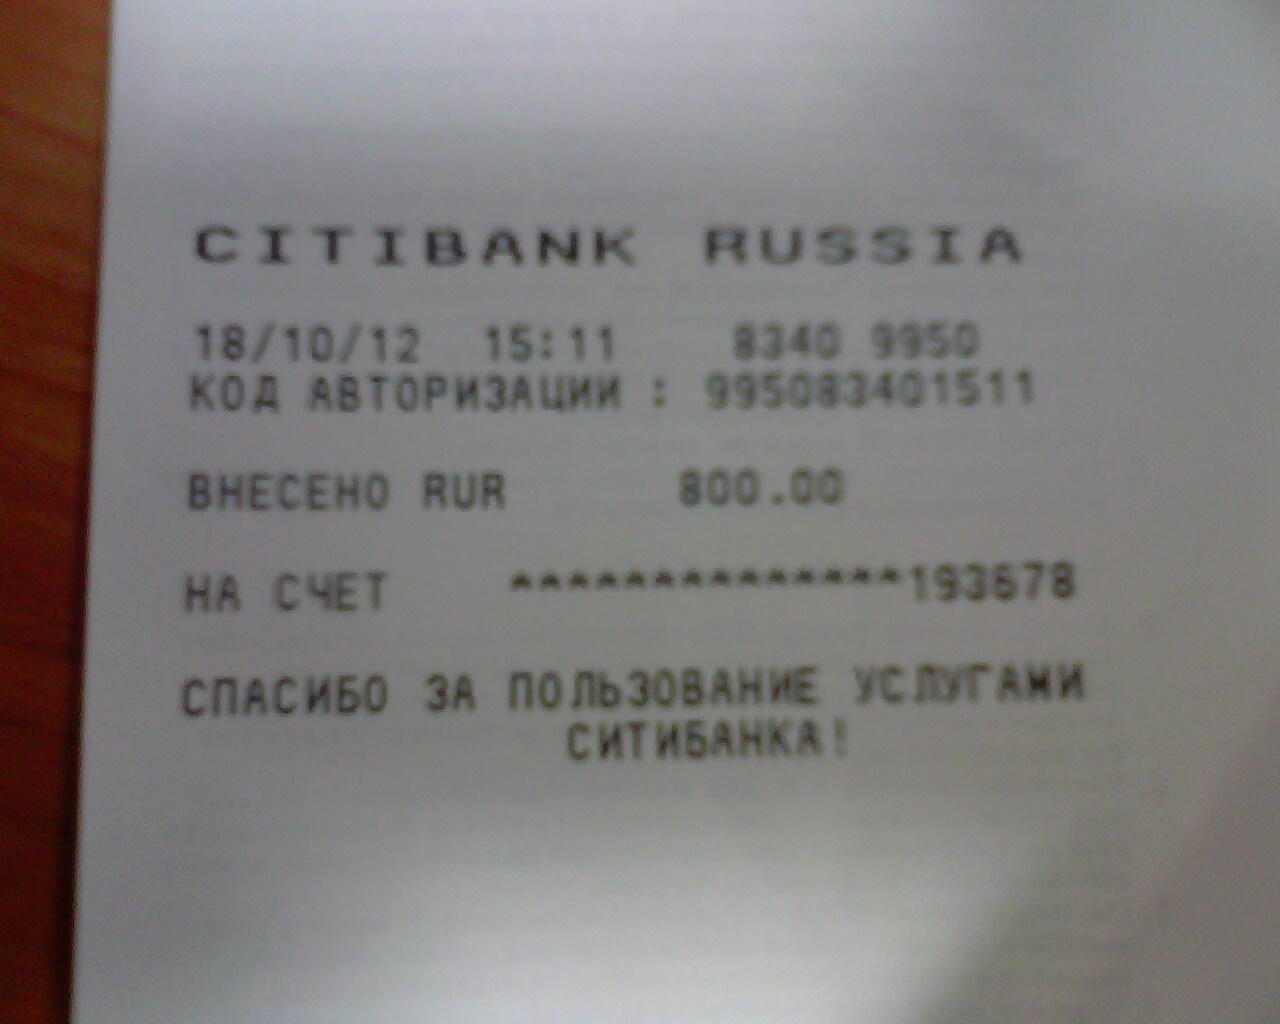 CITIBANK RUSSIA
18/10/12 15:11 8340 9950
КОД АВТОРИЗАЦИИ : 995083401511
ВНЕСЕНО RUR 800.00
НА СЧЕТ **************193678
СПАСИБО ЗА ПОЛЬЗОВАНИЕ УСЛУГАМИ
СИТИБАНКА!